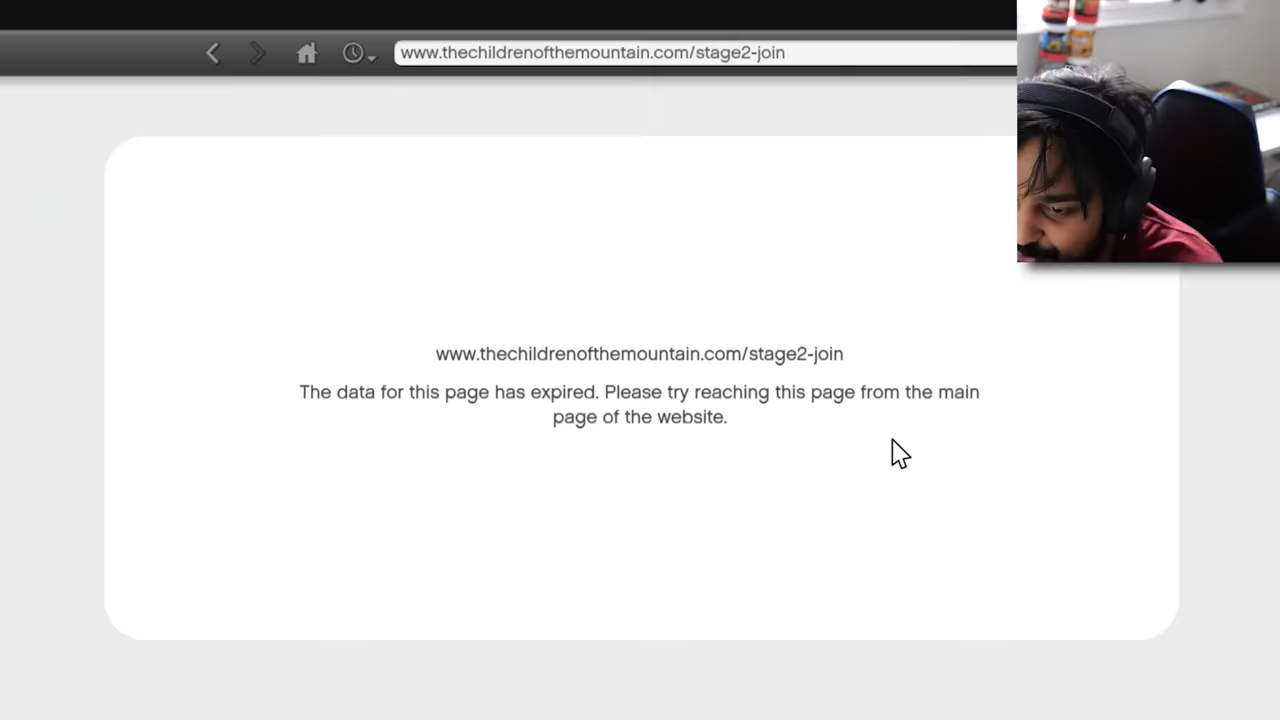 www.thechildrenofthemountain.com/stage2-join
www.thechildrenofthemountain.com/stage2-join
The data for this page has expired. Please try reaching this page from the main
page of the website.